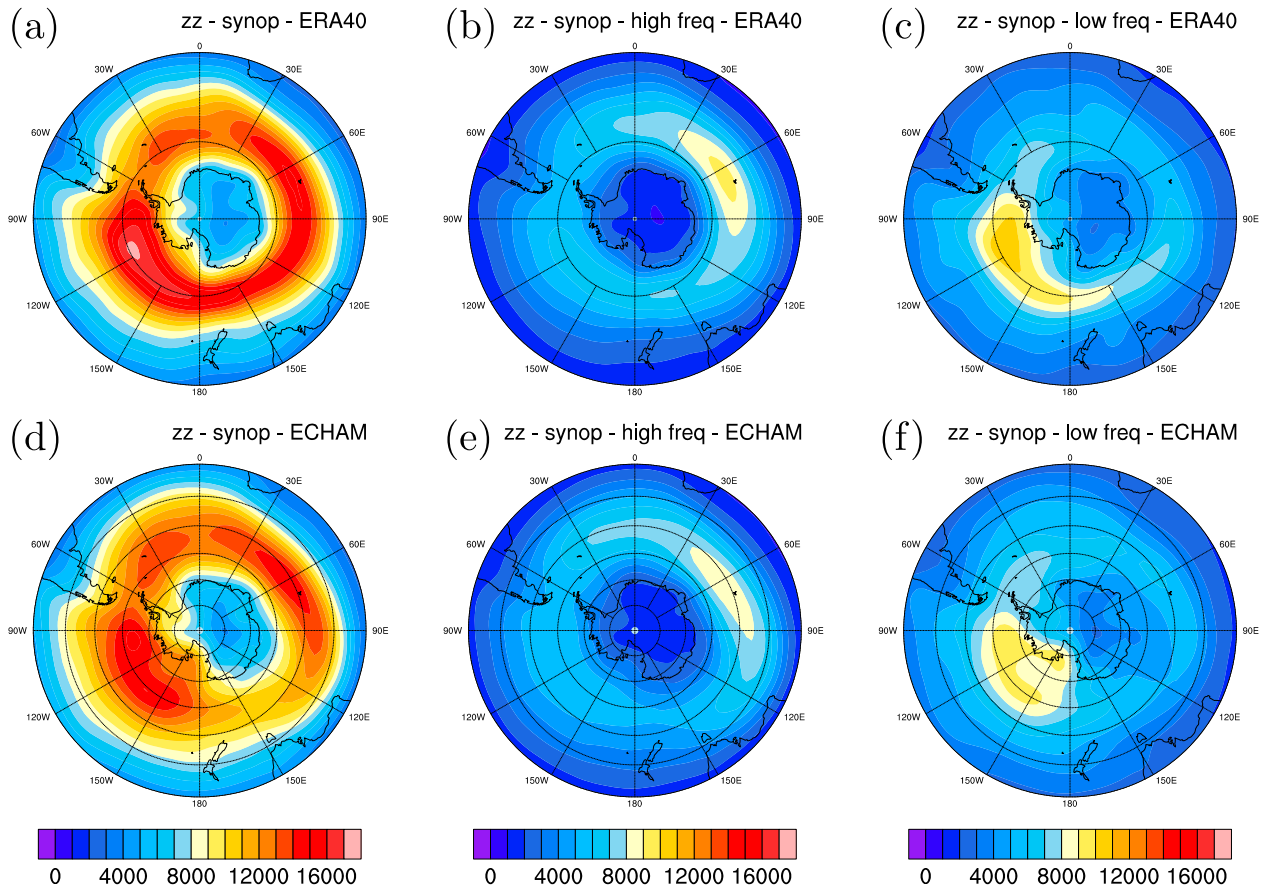 (a) zz - synop - ERA40
(b) zz - synop - high freq - ERA40
(c) zz - synop - low freq - ERA40
0 0 0
30W 30E 30W 30E 30W 30E
60W 60E 60W 60E 60W 60E
90W 90E 90W 90E 90W 90E
120W 120E 120W 120E 120W 120E
150W 150E 150W 150E 150W 150E
180 180 180
(d) zz - synop - ECHAM
(e) zz - synop - high freq - ECHAM
(f) zz - synop - low freq - ECHAM
0 0 0
30W 30E 30W 30E 30W 30E
60W 60E 60W 60E 60W 60E
90W 90E 90W 90E 90W 90E
120W 120E 120W 120E 120W 120E
150W 150E 150W 150E 150W 150E
180 180 180
0 4000 8000 12000 16000
0 4000 8000 12000 16000
0 4000 8000 12000 16000